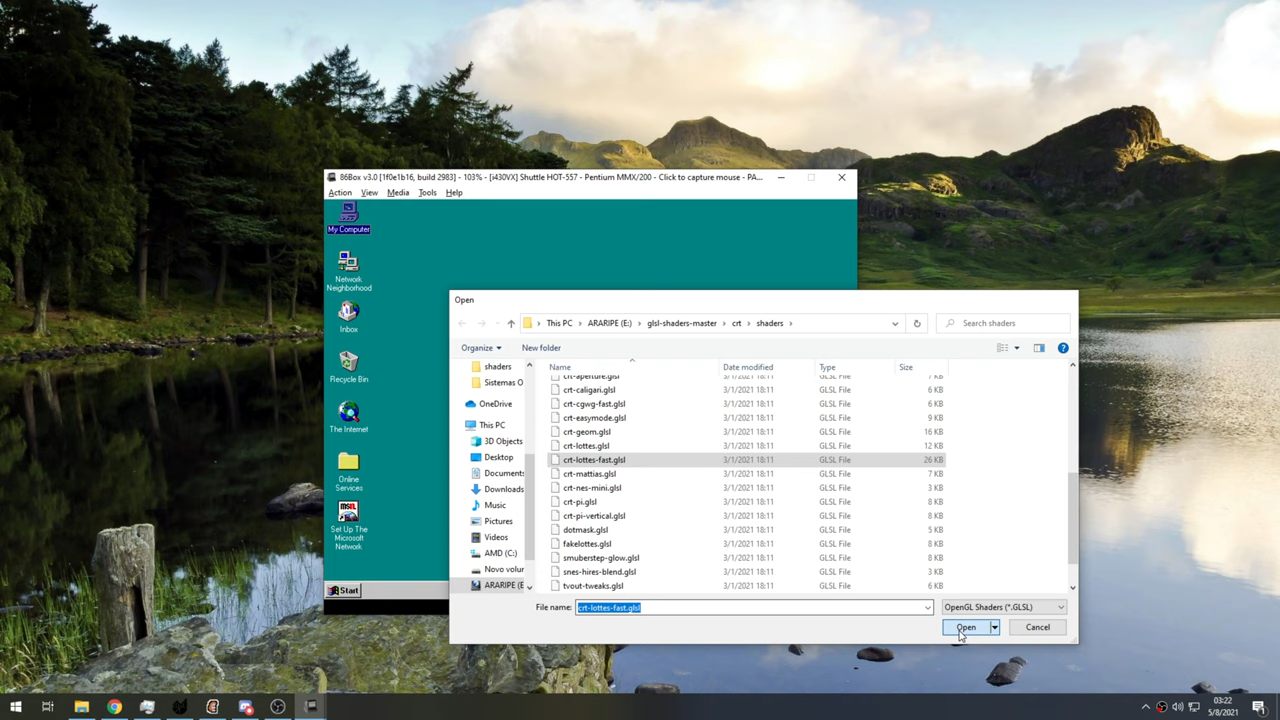 86Box v3.0 [1f0e1b16, build 2983] - 103% - [i430VX] Shuttle HOT-557 - Pentium MMX/200 - Click to capture mouse - PA...
Action View Media Tools Help
My Computer
Network
Neighborhood
Inbox
Recycle Bin
The Internet
Online
Services
Set Up The
Microsoft
Network
Start
Open
This PC › ARARIPE (E:) › glsl-shaders-master › crt › shaders ›
Search shaders
Organize
New folder
shaders
Sistemas O
OneDrive
This PC
3D Objects
Desktop
Documents
Downloads
Music
Pictures
Videos
AMD (C:)
Novo volur
ARARIPE (E
Name Date modified Type Size
crt-aperture.glsl 3/1/2021 18:11 GLSL File 7 KB
crt-caligari.glsl 3/1/2021 18:11 GLSL File 6 KB
crt-cgwg-fast.glsl 3/1/2021 18:11 GLSL File 6 KB
crt-easymode.glsl 3/1/2021 18:11 GLSL File 9 KB
crt-geom.glsl 3/1/2021 18:11 GLSL File 16 KB
crt-lottes.glsl 3/1/2021 18:11 GLSL File 12 KB
crt-lottes-fast.glsl 3/1/2021 18:11 GLSL File 26 KB
crt-mattias.glsl 3/1/2021 18:11 GLSL File 7 KB
crt-nes-mini.glsl 3/1/2021 18:11 GLSL File 3 KB
crt-pi.glsl 3/1/2021 18:11 GLSL File 8 KB
crt-pi-vertical.glsl 3/1/2021 18:11 GLSL File 8 KB
dotmask.glsl 3/1/2021 18:11 GLSL File 5 KB
fakelottes.glsl 3/1/2021 18:11 GLSL File 8 KB
smuberstep-glow.glsl 3/1/2021 18:11 GLSL File 8 KB
snes-hires-blend.glsl 3/1/2021 18:11 GLSL File 3 KB
tvout-tweaks.glsl 3/1/2021 18:11 GLSL File 6 KB
File name: crt-lottes-fast.glsl
OpenGL Shaders (*.GLSL)
Open
Cancel
03:22
5/8/2021